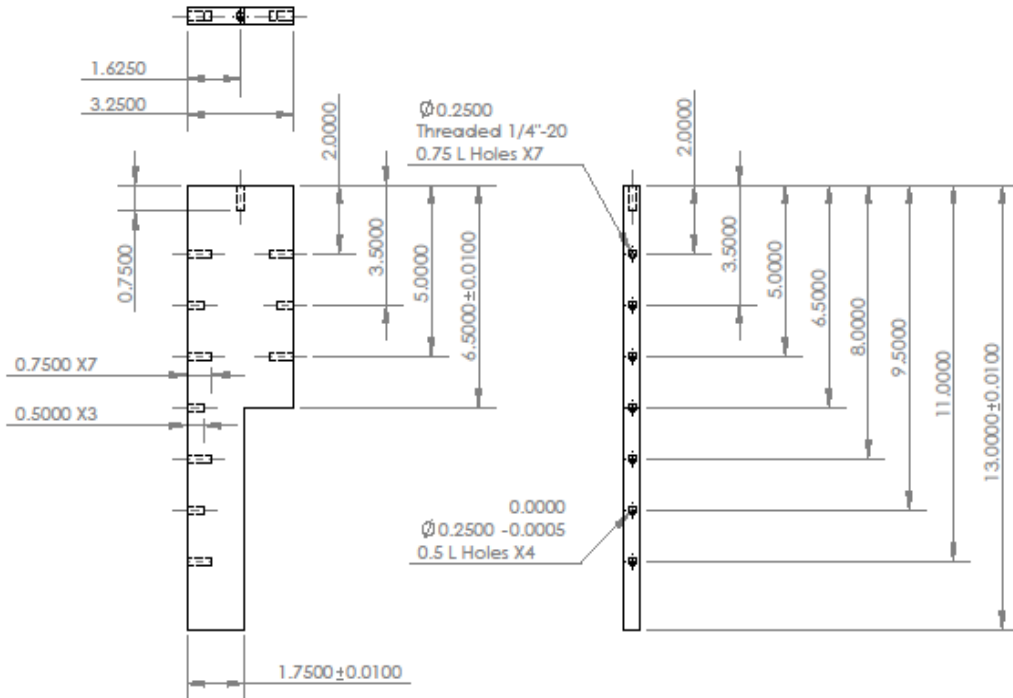 1.6250
3.2500
0.7500
2.0000
3.5000
5.0000
6.5000±0.0100
Ø0.2500
Threaded 1/4"-20
0.75 L Holes X7
2.0000
3.5000
5.0000
6.5000
8.0000
9.5000
11.0000
13.0000±0.0100
0.7500 X7
0.5000 X3
0.0000
Ø0.2500 -0.0005
0.5 L Holes X4
1.7500±0.0100